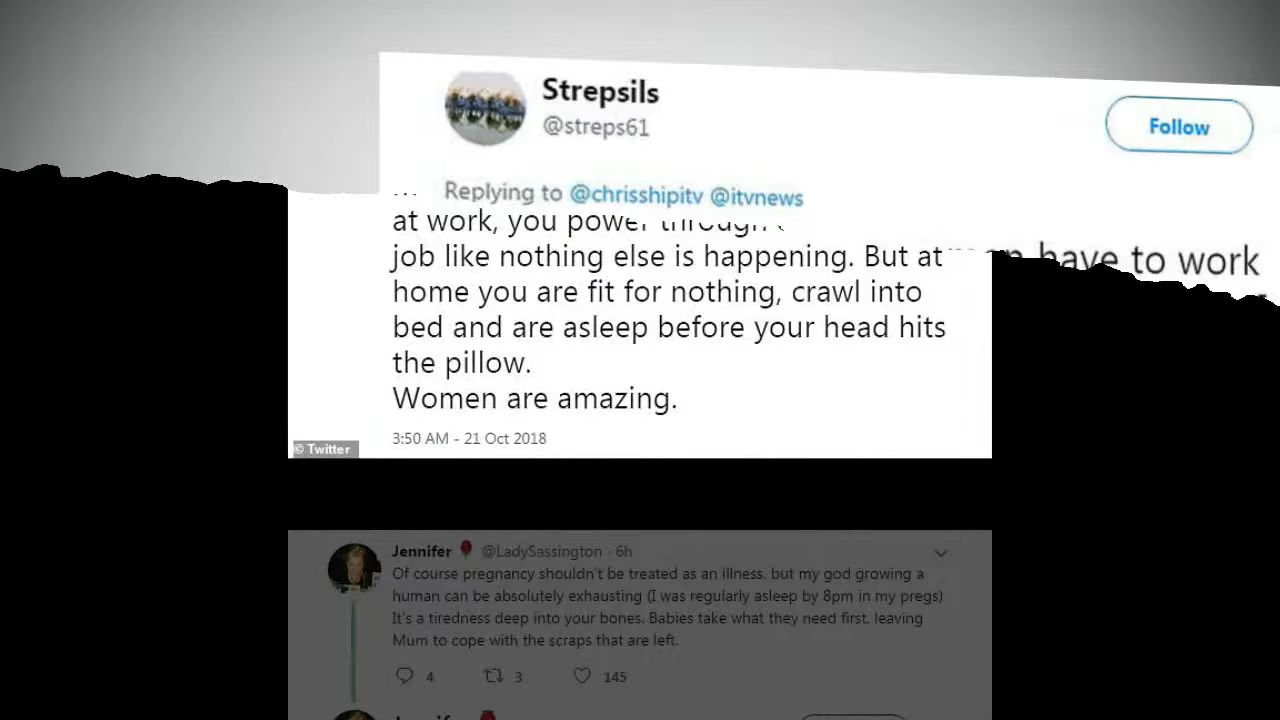 Strepsils
@streps61
Follow
Replying to @chrisshipitv @itvnews
at work, you power through
have to work
job like nothing else is happening. But at
home you are fit for nothing, crawl into
bed and are asleep before your head hits
the pillow.
Women are amazing.
3:50 AM - 21 Oct 2018
© Twitter
Jennifer @LadySassington · 6h
Of course pregnancy shouldn't be treated as an illness, but my god growing a
human can be absolutely exhausting (I was regularly asleep by 8pm in my pregs)
It's a tiredness deep into your bones. Babies take what they need first, leaving
Mum to cope with the scraps that are left.
4 3 145